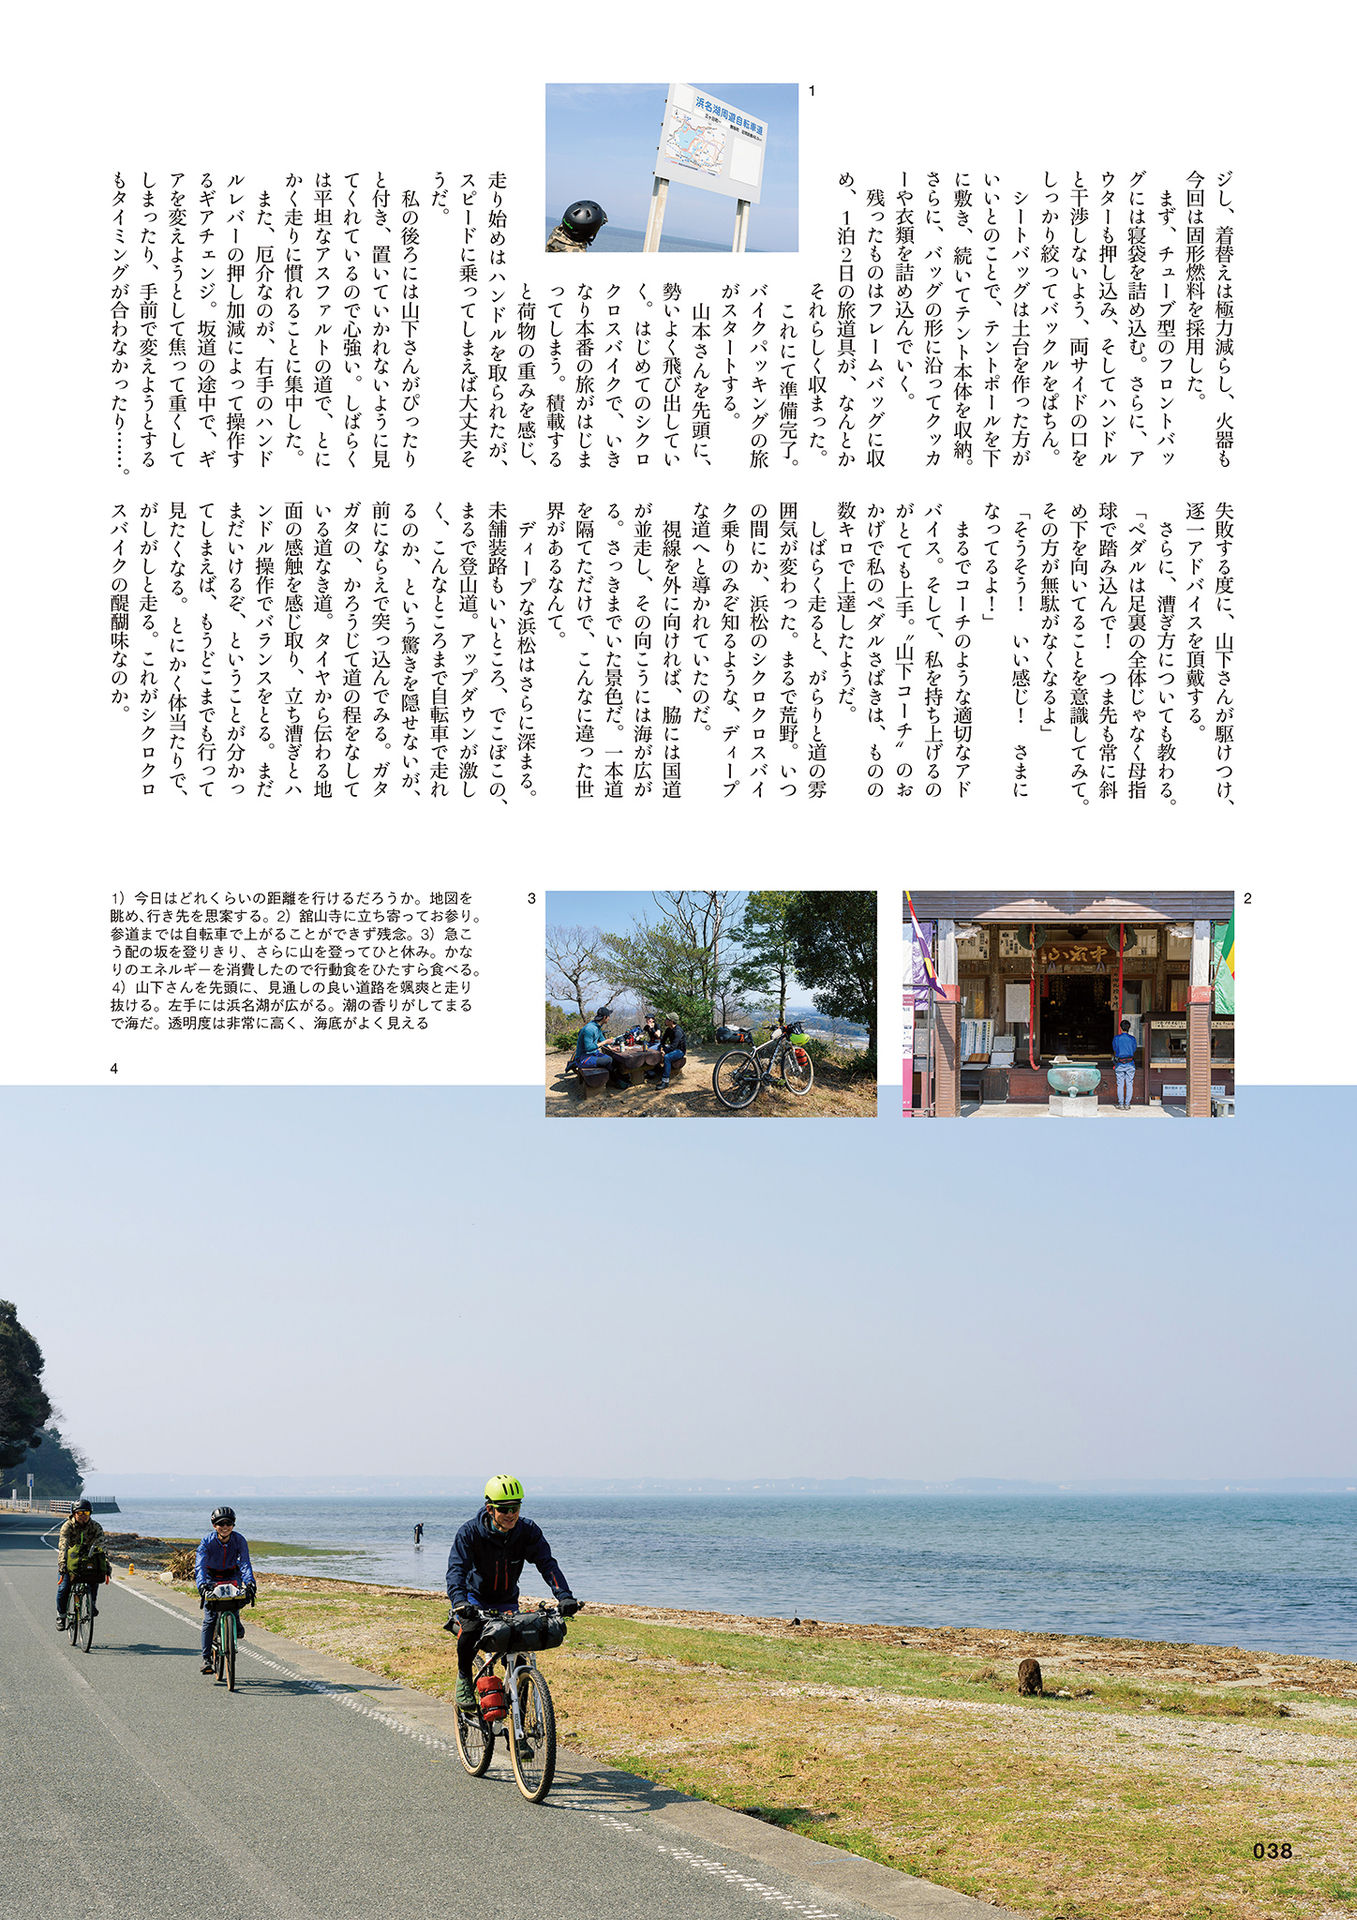 1
浜名湖周遊自転車道
ジし、着替えは極力減らし、火器も
今回は固形燃料を採用した。
　まず、チューブ型のフロントバッ
グには寝袋を詰め込む。さらに、ア
ウターも押し込み、そしてハンドル
と干渉しないよう、両サイドの口を
しっかり絞ってバックルをぱちん。
　シートバッグは土台を作った方が
いいとのことで、テントポールを下
に敷き、続いてテント本体を収納。
さらに、バッグの形に沿ってクッカ
ーや衣類を詰め込んでいく。
　残ったものはフレームバッグに収
め、1泊2日の旅道具が、なんとか
それらしく収まった。
　これにて準備完了。
バイクパッキングの旅
がスタートする。
　山本さんを先頭に、
勢いよく飛び出してい
く。はじめてのシクロ
クロスバイクで、いき
なり本番の旅がはじま
ってしまう。積載する
と荷物の重みを感じ、
走り始めはハンドルを取られたが、
スピードに乗ってしまえば大丈夫そ
うだ。
　私の後ろには山下さんがぴったり
と付き、置いていかれないように見
てくれているので心強い。しばらく
は平坦なアスファルトの道で、とに
かく走りに慣れることに集中した。
　また、厄介なのが、右手のハンド
ルレバーの押し加減によって操作す
るギアチェンジ。坂道の途中で、ギ
アを変えようとして焦って重くして
しまったり、手前で変えようとする
もタイミングが合わなかったり……。
失敗する度に、山下さんが駆けつけ、
逐一アドバイスを頂戴する。
　さらに、漕ぎ方についても教わる。
「ペダルは足裏の全体じゃなく母指
球で踏み込んで！　つま先も常に斜
め下を向いてることを意識してみて。
その方が無駄がなくなるよ」
「そうそう！　いい感じ！　さまに
なってるよ！」
　まるでコーチのような適切なアド
バイス。そして、私を持ち上げるの
がとても上手。〝山下コーチ〟のお
かげで私のペダルさばきは、ものの
数キロで上達したようだ。
　しばらく走ると、がらりと道の雰
囲気が変わった。まるで荒野。いつ
の間にか、浜松のシクロクロスバイ
ク乗りのみぞ知るような、ディープ
な道へと導かれていたのだ。
　視線を外に向ければ、脇には国道
が並走し、その向こうには海が広が
る。さっきまでいた景色だ。一本道
を隔てただけで、こんなに違った世
界があるなんて。
　ディープな浜松はさらに深まる。
未舗装路もいいところ、でこぼこの、
まるで登山道。アップダウンが激し
く、こんなところまで自転車で走れ
るのか、という驚きを隠せないが、
前にならえで突っ込んでみる。ガタ
ガタの、かろうじて道の程をなして
いる道なき道。タイヤから伝わる地
面の感触を感じ取り、立ち漕ぎとハ
ンドル操作でバランスをとる。まだ
まだいけるぞ、ということが分かっ
てしまえば、もうどこまでも行って
見たくなる。とにかく体当たりで、
がしがしと走る。これがシクロクロ
スバイクの醍醐味なのか。
2
3
1）今日はどれくらいの距離を行けるだろうか。地図を
眺め、行き先を思案する。2）舘山寺に立ち寄ってお参り。
参道までは自転車で上がることができず残念。3）急こ
う配の坂を登りきり、さらに山を登ってひと休み。かな
りのエネルギーを消費したので行動食をひたすら食べる。
4）山下さんを先頭に、見通しの良い道路を颯爽と走り
抜ける。左手には浜名湖が広がる。潮の香りがしてまる
で海だ。透明度は非常に高く、海底がよく見える
4
038